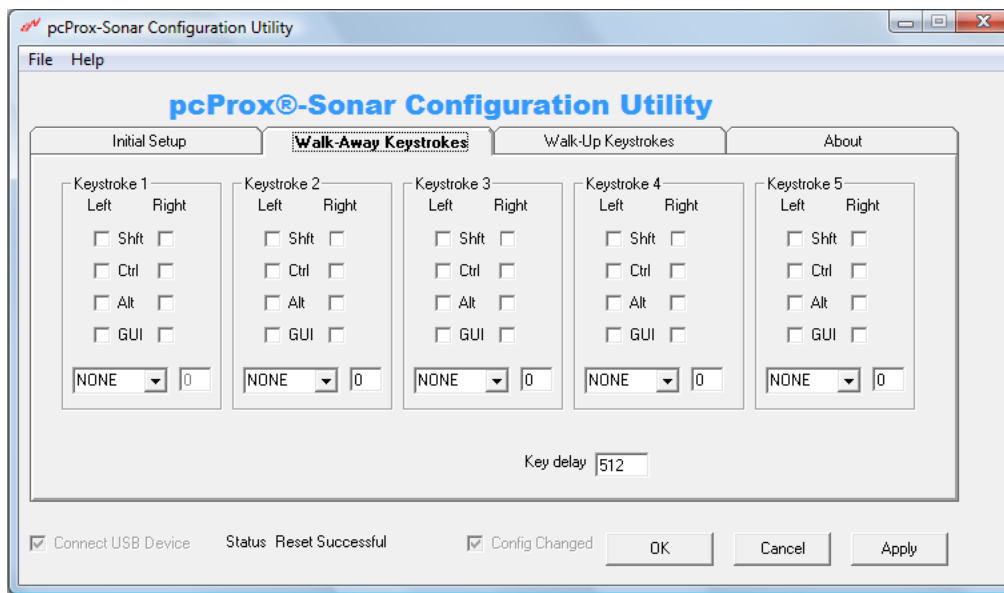 pcProx-Sonar Configuration Utility
File Help
pcProx®-Sonar Configuration Utility
Initial Setup Walk-Away Keystrokes Walk-Up Keystrokes About
Keystroke 1 Keystroke 2 Keystroke 3 Keystroke 4 Keystroke 5
Left Right Left Right Left Right Left Right Left Right
Shft Shft Shft Shft Shft
Ctrl Ctrl Ctrl Ctrl Ctrl
Alt Alt Alt Alt Alt
GUI GUI GUI GUI GUI
NONE 0 NONE 0 NONE 0 NONE 0 NONE 0
Key delay 512
Connect USB Device Status Reset Successful Config Changed OK Cancel Apply